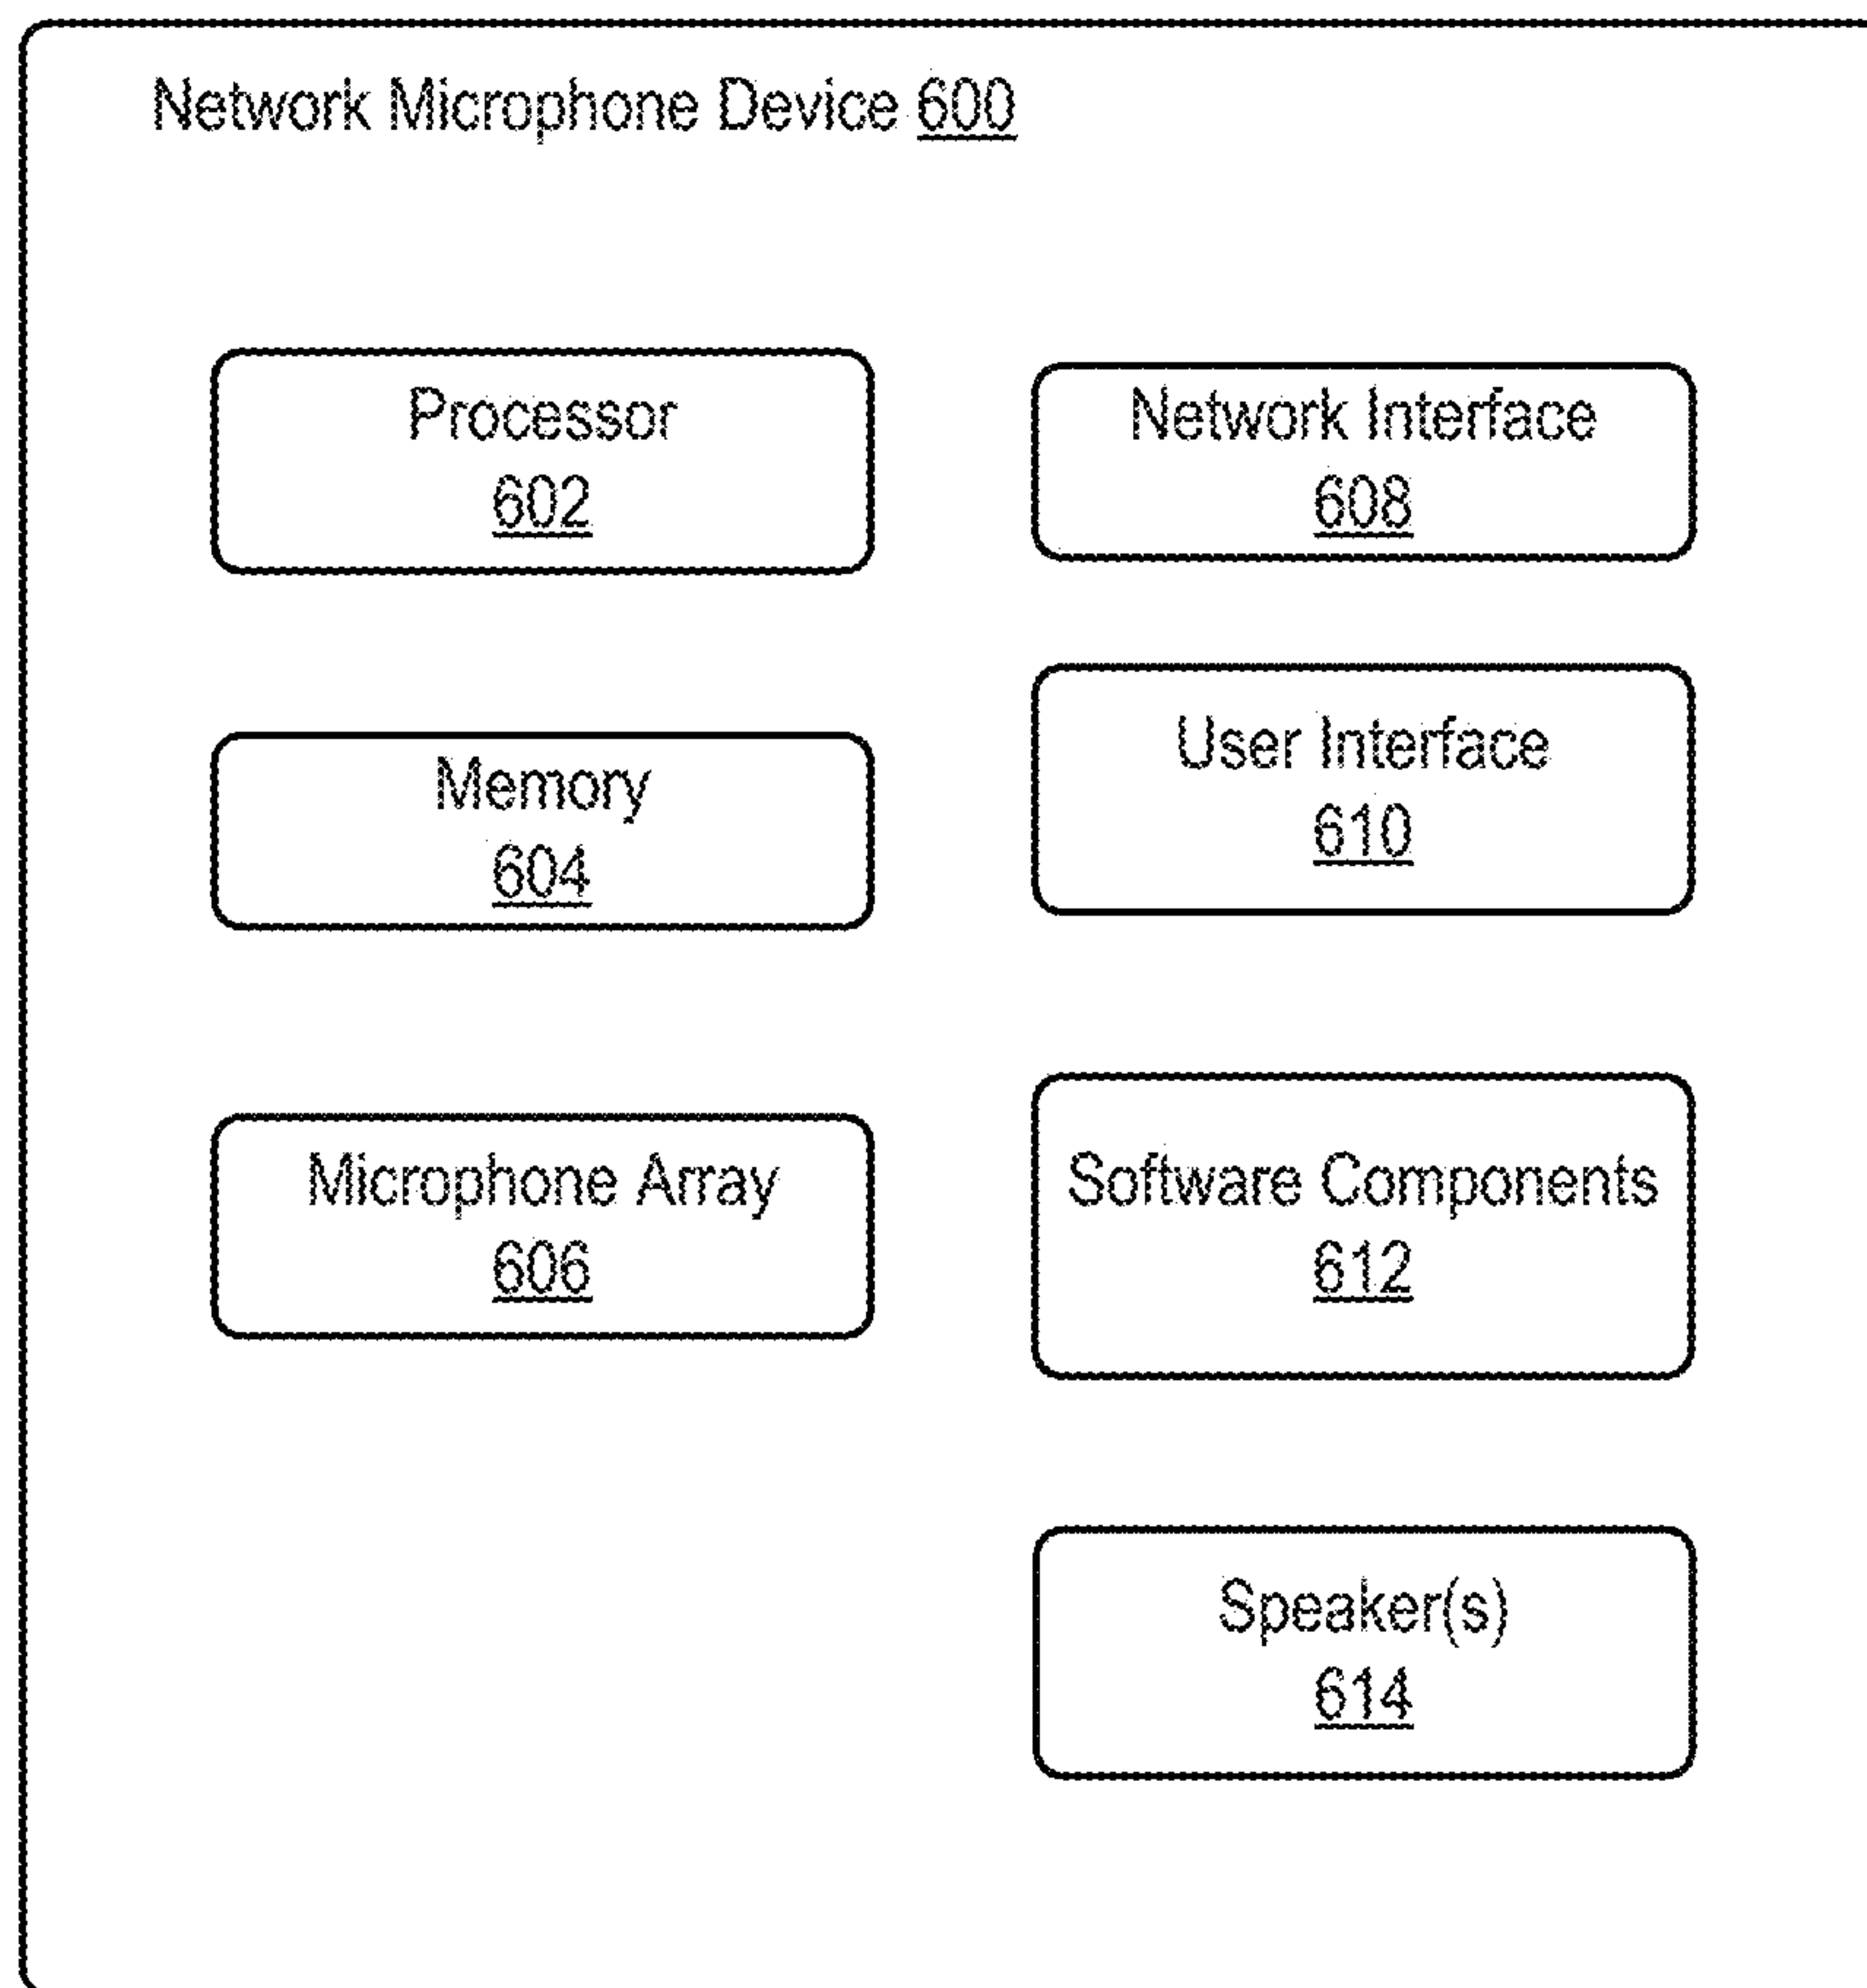 Network Microphone Device 600
Processor
602
Memory
604
Microphone Array
606
Network Interface
608
User Interface
610
Software Components
612
Speaker(s)
614